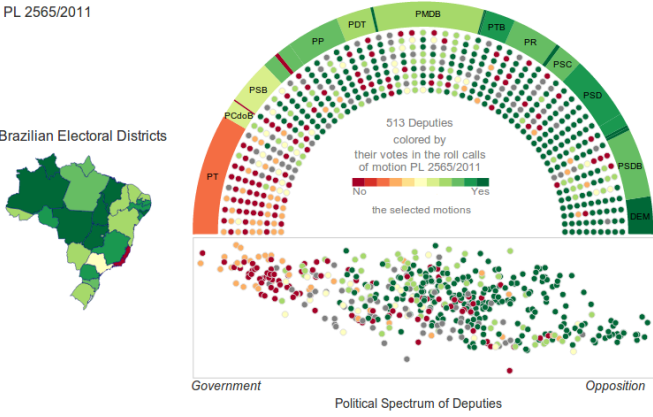 PL 2565/2011
PDT
PMDB
PTB
PP
PR
PSC
PSB
PSD
PCdoB
PT
PSDB
DEM
513 Deputies
colored by
their votes in the roll calls
of motion PL 2565/2011
No
Yes
the selected motions
Brazilian Electoral Districts
Government
Opposition
Political Spectrum of Deputies